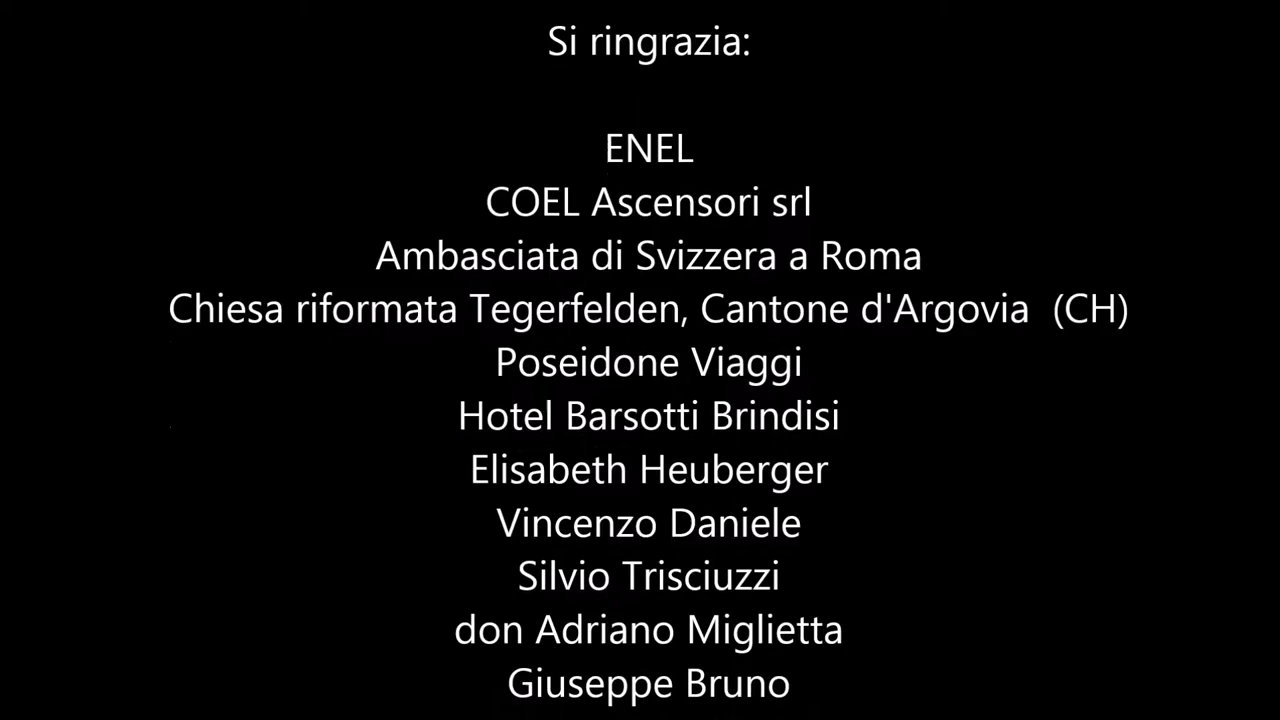 Si ringrazia:
ENEL
COEL Ascensori srl
Ambasciata di Svizzera a Roma
Chiesa riformata Tegerfelden, Cantone d'Argovia (CH)
Poseidone Viaggi
Hotel Barsotti Brindisi
Elisabeth Heuberger
Vincenzo Daniele
Silvio Trisciuzzi
don Adriano Miglietta
Giuseppe Bruno